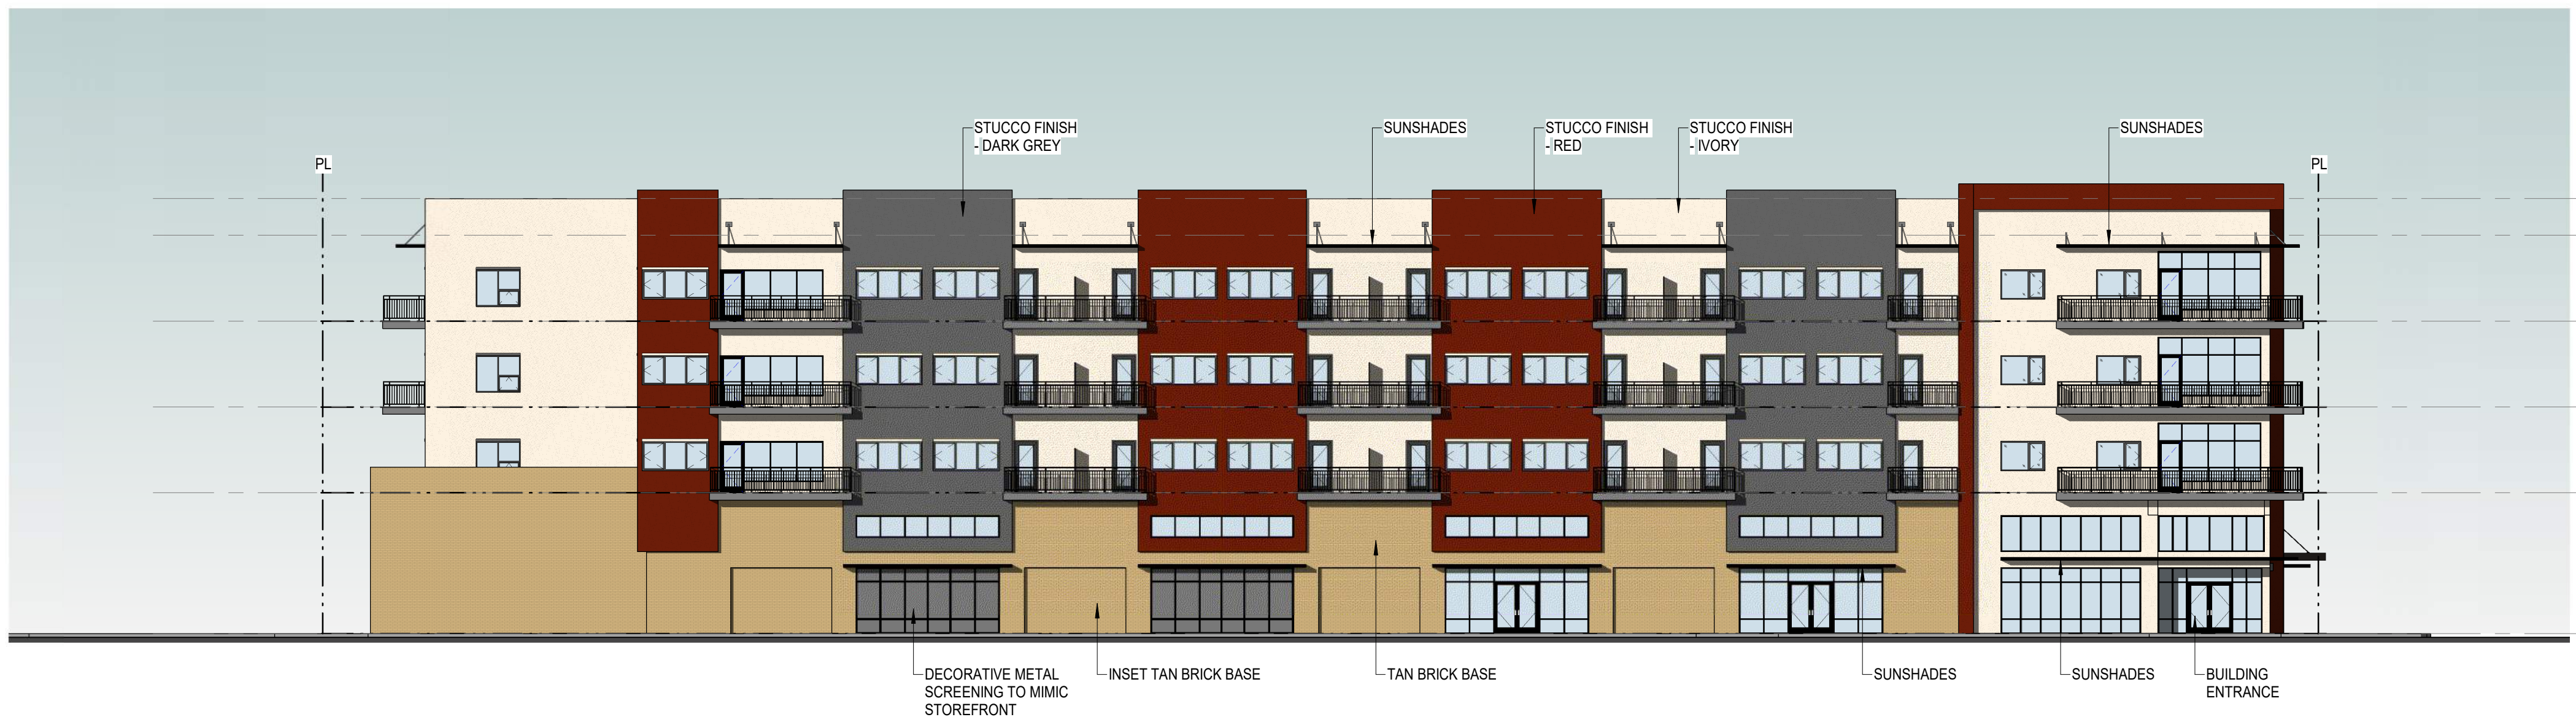 STUCCO FINISH
- DARK GREY
SUNSHADES
STUCCO FINISH
- RED
STUCCO FINISH
- IVORY
SUNSHADES
PL
PL
DECORATIVE METAL
SCREENING TO MIMIC
STOREFRONT
INSET TAN BRICK BASE
TAN BRICK BASE
SUNSHADES
SUNSHADES
BUILDING
ENTRANCE